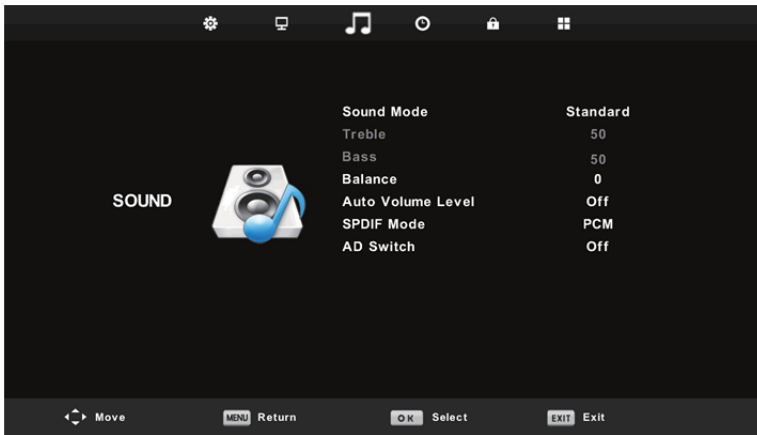 Sound Mode Standard
Treble 50
Bass 50
Balance 0
SOUND
Auto Volume Level Off
SPDIF Mode PCM
AD Switch Off
Move MENU Return OK Select EXIT Exit